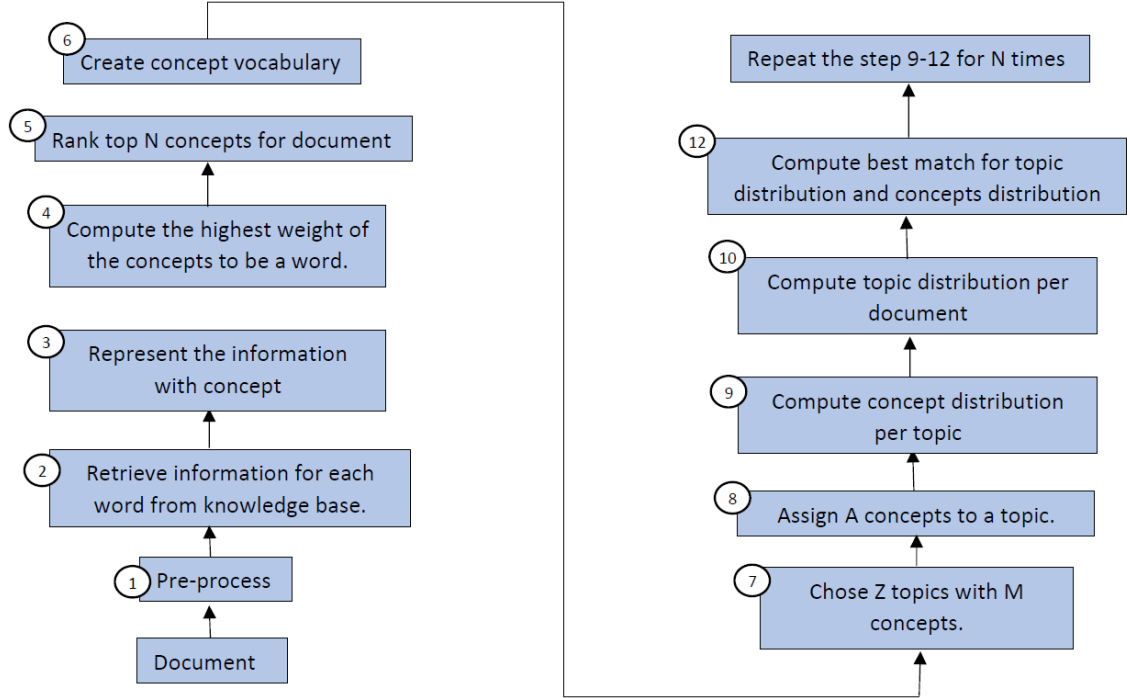 6
Create concept vocabulary
5
Rank top N concepts for document
4
Compute the highest weight of
the concepts to be a word.
3
Represent the information
with concept
2
Retrieve information for each
word from knowledge base.
1
Pre-process
Document
Repeat the step 9-12 for N times
12
Compute best match for topic
distribution and concepts distribution
10
Compute topic distribution per
document
9
Compute concept distribution
per topic
8
Assign A concepts to a topic.
7
Chose Z topics with M
concepts.